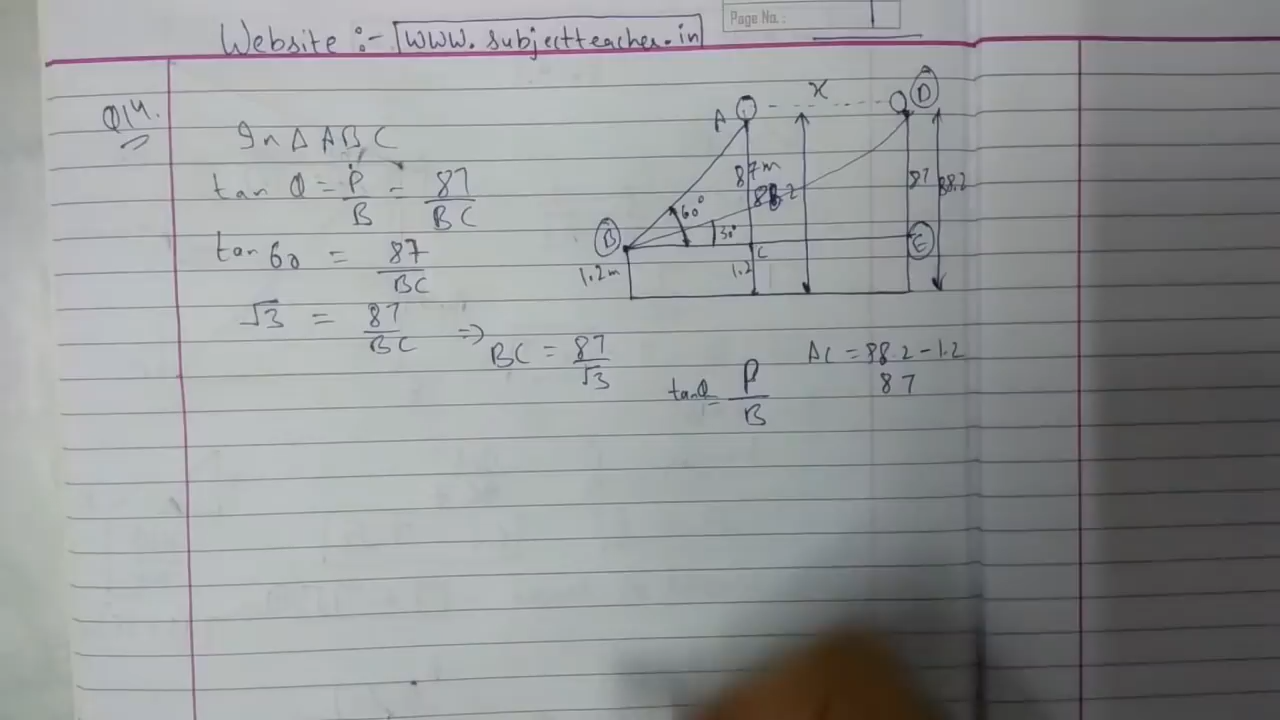 Page No.:
Website :- www.subjectteacher.in
Q14.
In Δ ABC
tan θ = P/B = 87/BC
tan 60 = 87/BC
√3 = 87/BC ⇒ BC = 87/√3
tanθ = P/B
AC = 88.2 - 1.2
87
A x D
87m
88.2
87 88.2
60°
30°
B C E
1.2m 1.2